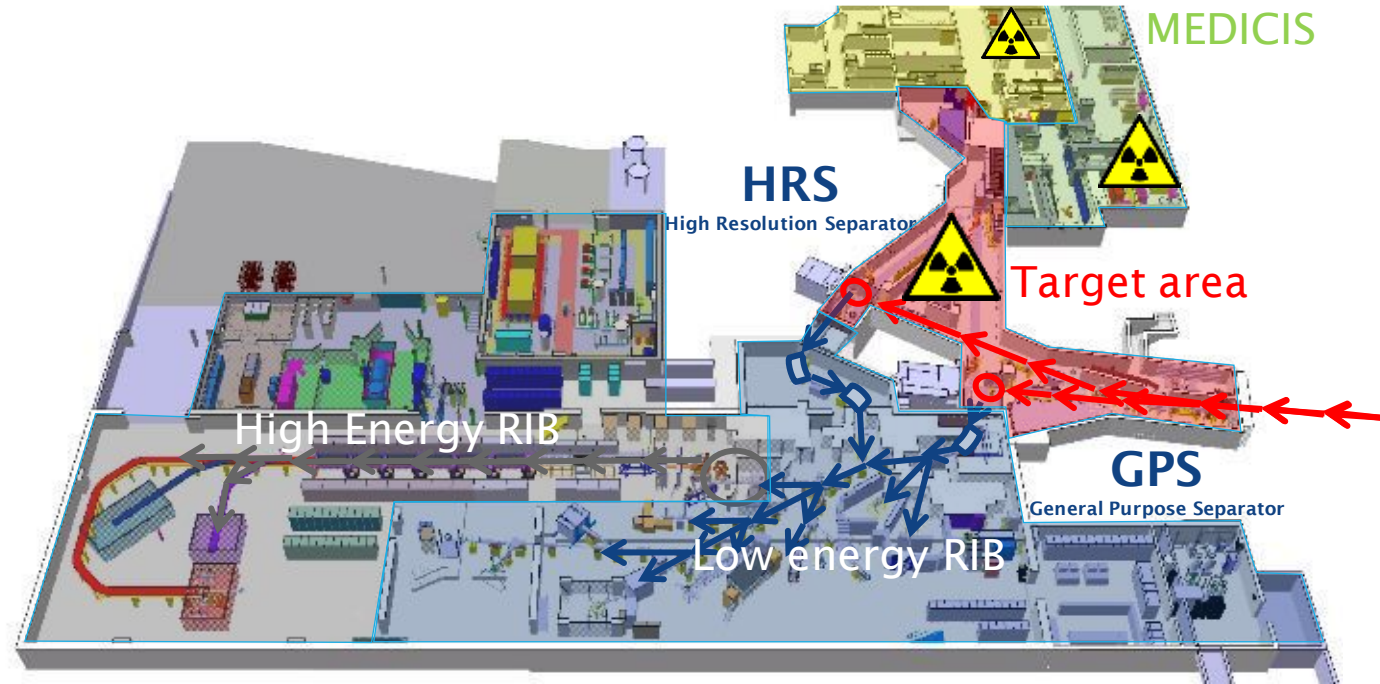 MEDICIS
HRS
High Resolution Separator
Target area
High Energy RIB
GPS
General Purpose Separator
Low energy RIB